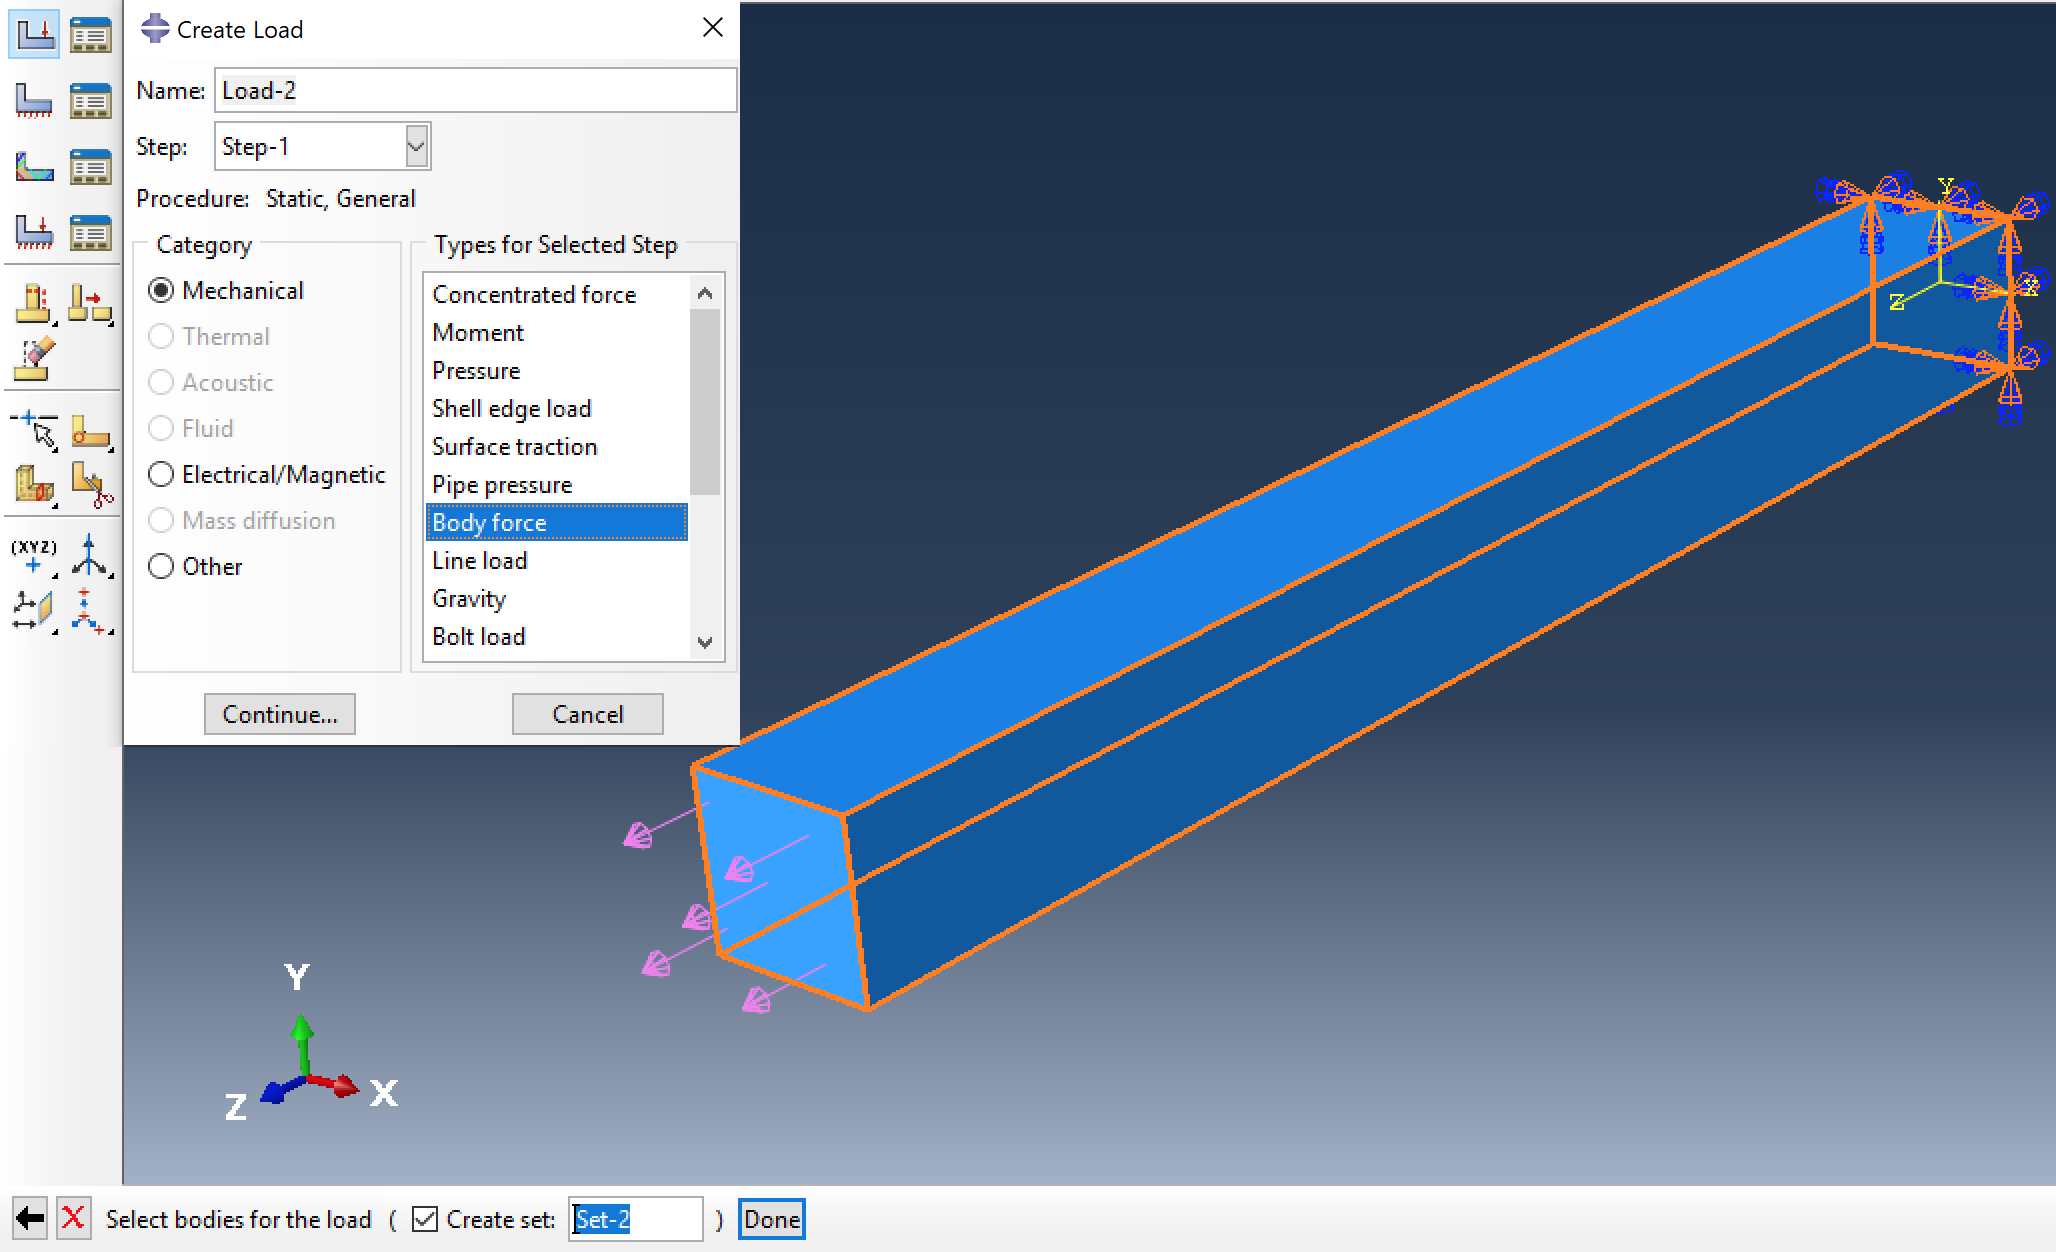 Create Load
Name: Load-2
Step: Step-1
Procedure: Static, General
Category
Mechanical
Thermal
Acoustic
Fluid
Electrical/Magnetic
Mass diffusion
Other
Types for Selected Step
Concentrated force
Moment
Pressure
Shell edge load
Surface traction
Pipe pressure
Body force
Line load
Gravity
Bolt load
Continue...
Cancel
(XYZ)
Y
Z
X
Y
Z
X
Select bodies for the load ( Create set: Set-2 ) Done